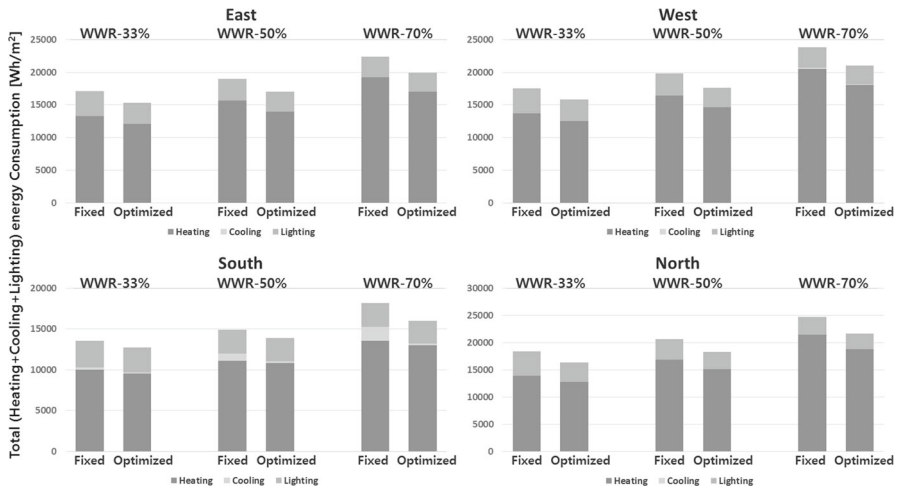 Total (Heating+Cooling+Lighting) energy Consumption [Wh/m²]
East
WWR-33% WWR-50% WWR-70%
25000
20000
15000
10000
5000
0
Fixed Optimized Fixed Optimized Fixed Optimized
Heating Cooling Lighting
West
WWR-33% WWR-50% WWR-70%
25000
20000
15000
10000
5000
0
Fixed Optimized Fixed Optimized Fixed Optimized
Heating Cooling Lighting
South
WWR-33% WWR-50% WWR-70%
20000
15000
10000
5000
0
Fixed Optimized Fixed Optimized Fixed Optimized
Heating Cooling Lighting
North
WWR-33% WWR-50% WWR-70%
30000
25000
20000
15000
10000
5000
0
Fixed Optimized Fixed Optimized Fixed Optimized
Heating Cooling Lighting